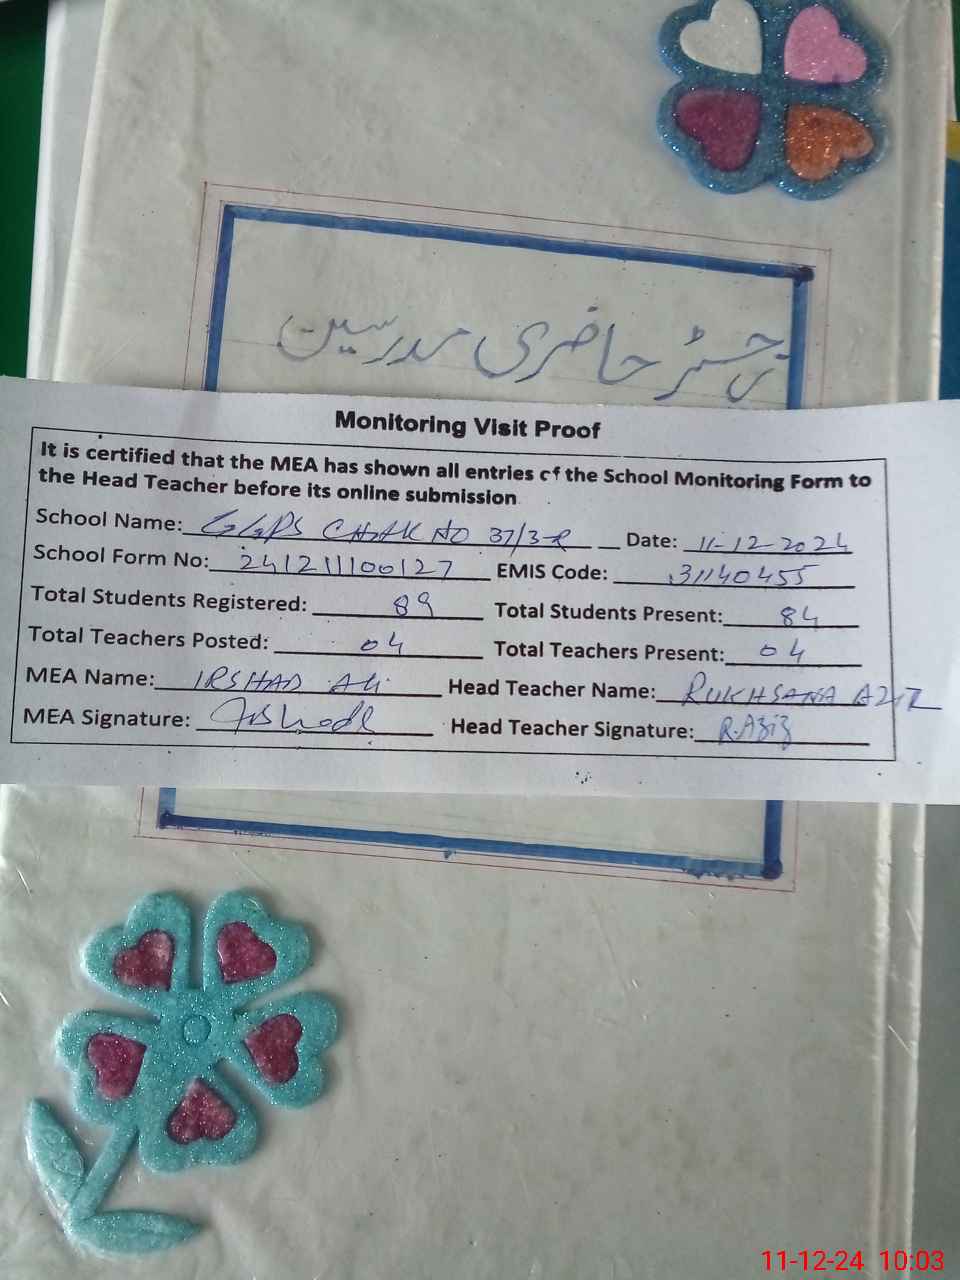 رجسٹر حاضری مدرسین
Monitoring Visit Proof
It is certified that the MEA has shown all entries of the School Monitoring Form to
the Head Teacher before its online submission
School Name: GGPS CHAK NO 37/3-R Date: 11-12-2024
School Form No: 241211100127 EMIS Code: 31140455
Total Students Registered: 89 Total Students Present: 84
Total Teachers Posted: 04 Total Teachers Present: 04
MEA Name: IRSHAD Ali Head Teacher Name: RUKHSANA AZIZ
MEA Signature: Irshad Head Teacher Signature: R.Aziz
11-12-24 10:03